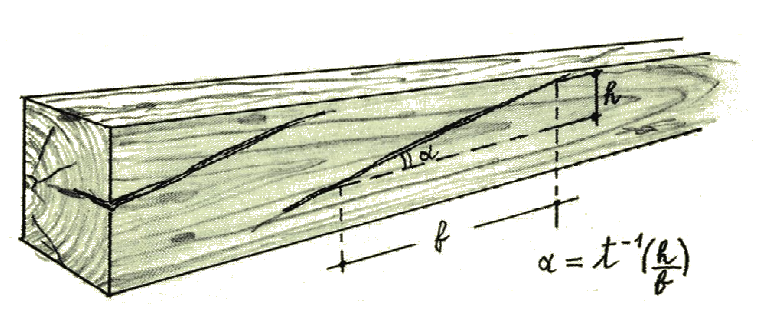 h
α
b
α = t⁻¹(h/b)